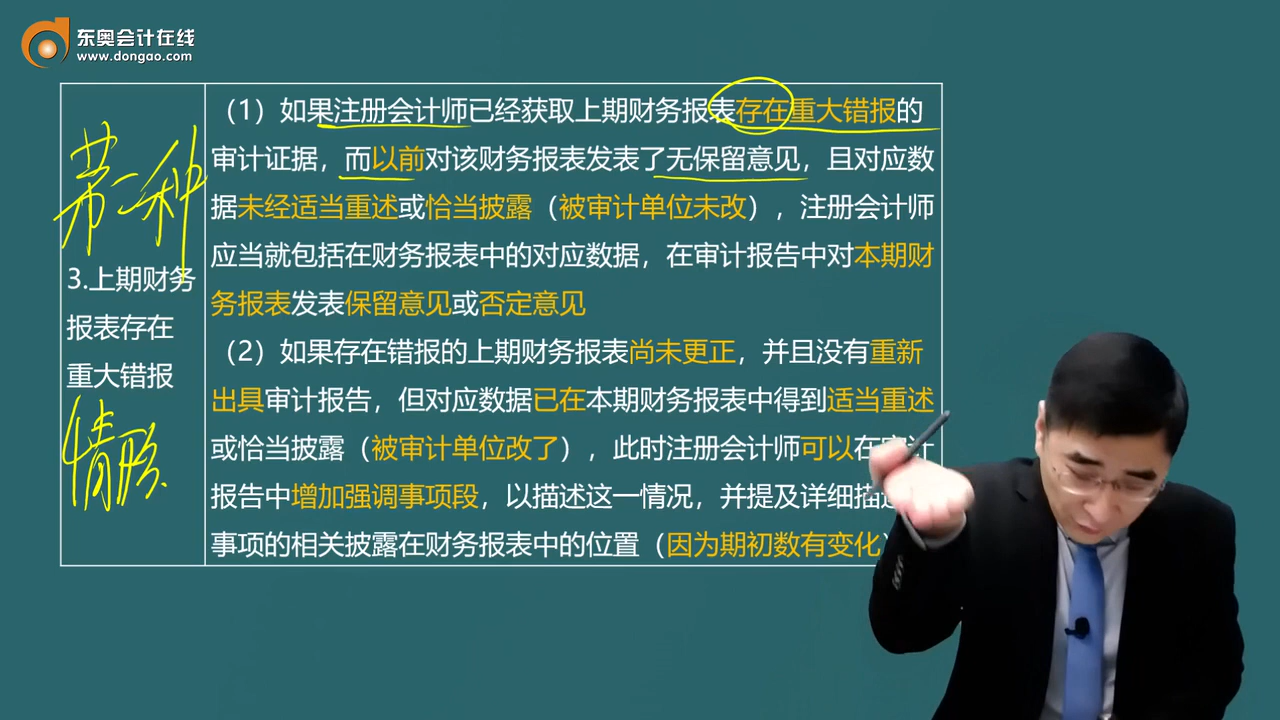 东奥会计在线
www.dongao.com
第一种
3.上期财务
报表存在
重大错报
情形
（1）如果注册会计师已经获取上期财务报表存在重大错报的
审计证据，而以前对该财务报表发表了无保留意见，且对应数
据未经适当重述或恰当披露（被审计单位未改），注册会计师
应当就包括在财务报表中的对应数据，在审计报告中对本期财
务报表发表保留意见或否定意见
（2）如果存在错报的上期财务报表尚未更正，并且没有重新
出具审计报告，但对应数据已在本期财务报表中得到适当重述
或恰当披露（被审计单位改了），此时注册会计师可以在审计
报告中增加强调事项段，以描述这一情况，并提及详细描述
事项的相关披露在财务报表中的位置（因为期初数有变化）